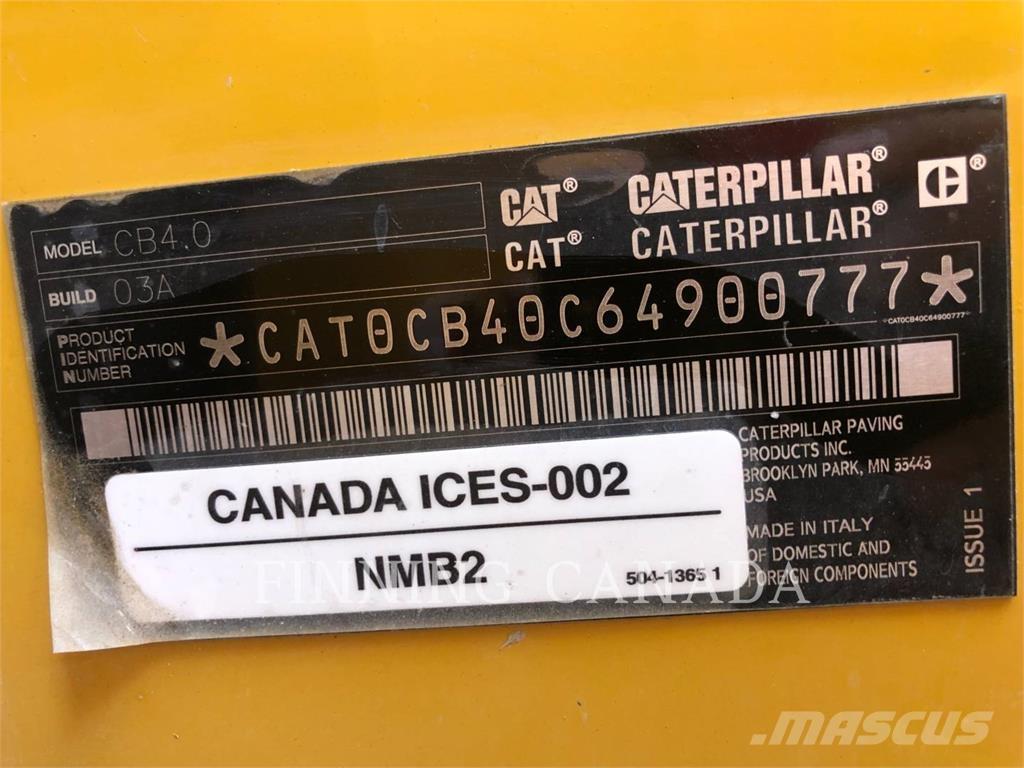 CAT® CATERPILLAR® C®
CAT® CATERPILLAR®
MODEL CB4.0
BUILD 03A
PRODUCT
IDENTIFICATION
NUMBER
*CAT0CB40C64900777*
*CAT0CB40C64900777*
CATERPILLAR PAVING
PRODUCTS INC.
BROOKLYN PARK, MN 55445
USA
MADE IN ITALY
OF DOMESTIC AND
FOREIGN COMPONENTS
ISSUE 1
CANADA ICES-002
NMB2
504-1365 1
FINNING CANADA
MASCUS